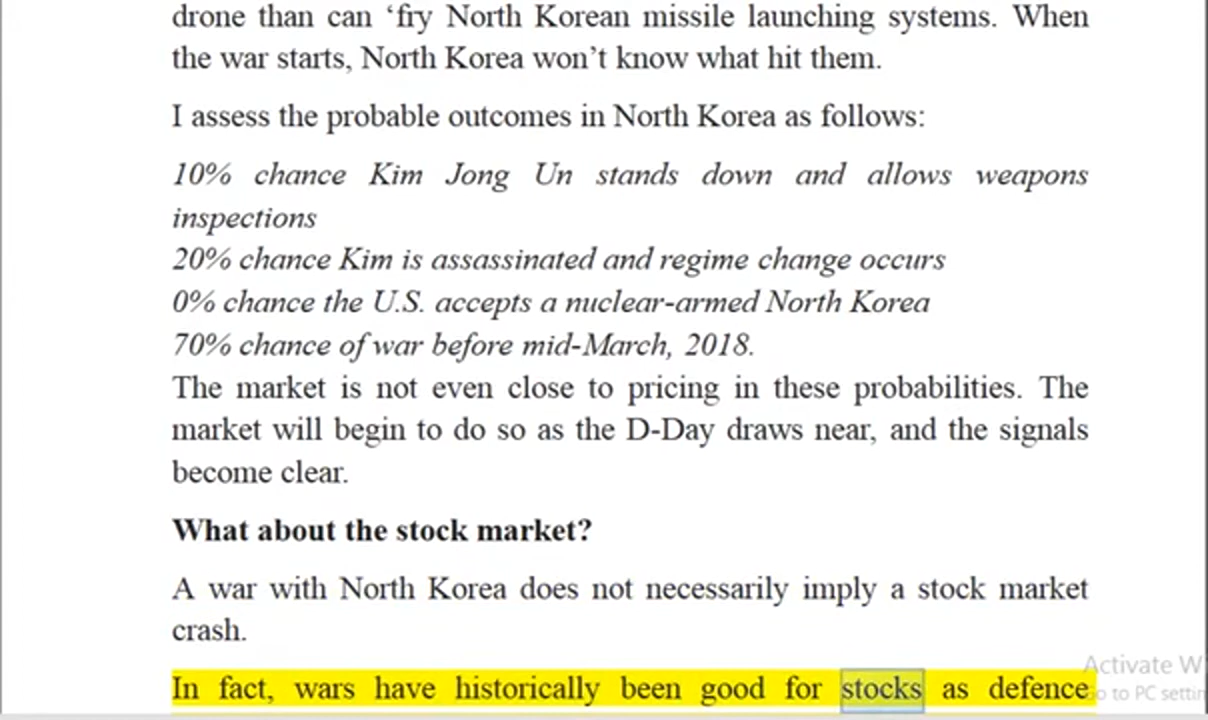 drone than can ‘fry North Korean missile launching systems. When
the war starts, North Korea won’t know what hit them.
I assess the probable outcomes in North Korea as follows:
10% chance Kim Jong Un stands down and allows weapons
inspections
20% chance Kim is assassinated and regime change occurs
0% chance the U.S. accepts a nuclear-armed North Korea
70% chance of war before mid-March, 2018.
The market is not even close to pricing in these probabilities. The
market will begin to do so as the D-Day draws near, and the signals
become clear.
What about the stock market?
A war with North Korea does not necessarily imply a stock market
crash.
In fact, wars have historically been good for stocks as defence
Activate W
o to PC settin